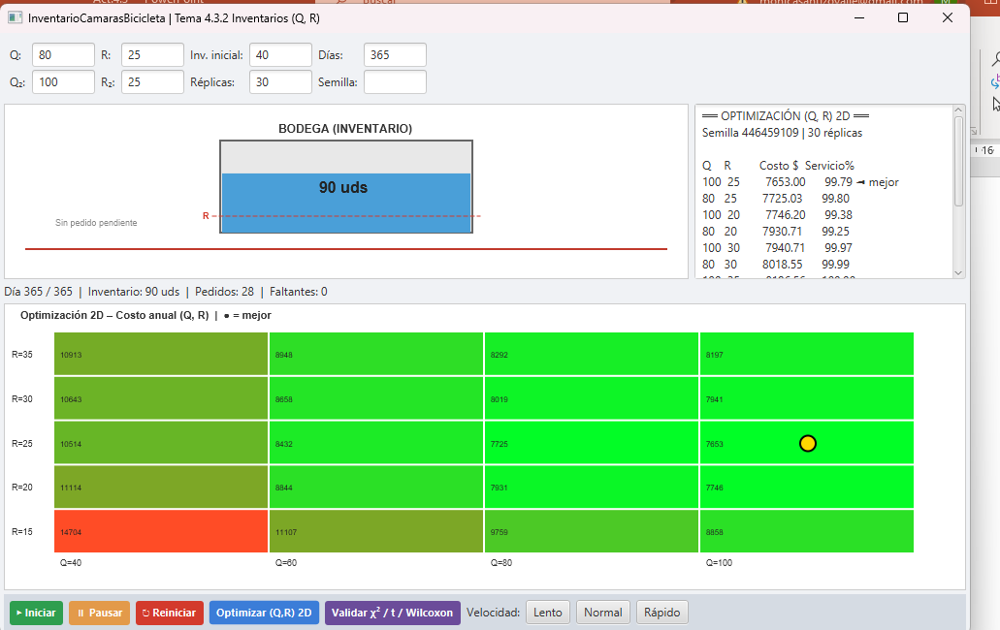 InventarioCamarasBicicleta | Tema 4.3.2 Inventarios (Q, R)
Q: 80 R: 25 Inv. inicial: 40 Días: 365
Q₂: 100 R₂: 25 Réplicas: 30 Semilla:
BODEGA (INVENTARIO)
90 uds
R
Sin pedido pendiente
══ OPTIMIZACIÓN (Q, R) 2D ══
Semilla 446459109 | 30 réplicas
Q R Costo $ Servicio%
100 25 7653.00 99.79 ◄ mejor
80 25 7725.03 99.80
100 20 7746.20 99.38
80 20 7930.71 99.25
100 30 7940.71 99.97
80 30 8018.55 99.99
Día 365 / 365 | Inventario: 90 uds | Pedidos: 28 | Faltantes: 0
Optimización 2D – Costo anual (Q, R) | ● = mejor
R=35 10913 8948 8292 8197
R=30 10643 8658 8019 7941
R=25 10514 8432 7725 7653
R=20 11114 8844 7931 7746
R=15 14704 11107 9759 8858
Q=40 Q=60 Q=80 Q=100
Iniciar Pausar Reiniciar Optimizar (Q,R) 2D Validar χ² / t / Wilcoxon Velocidad: Lento Normal Rápido
16